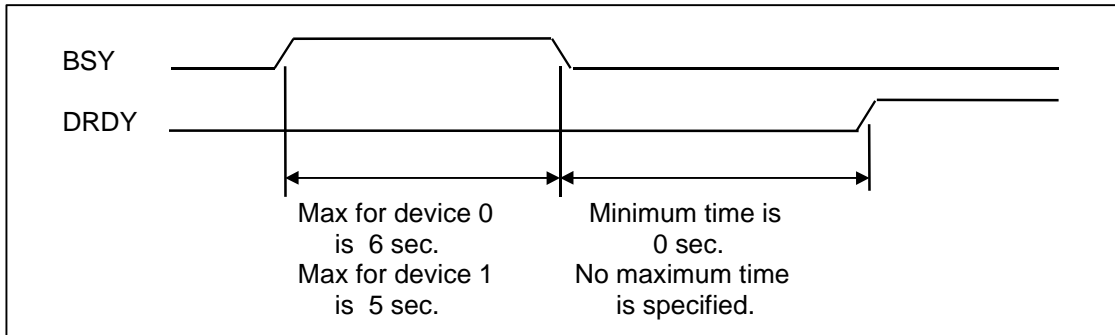 BSY
DRDY
Max for device 0
is 6 sec.
Max for device 1
is 5 sec.
Minimum time is
0 sec.
No maximum time
is specified.